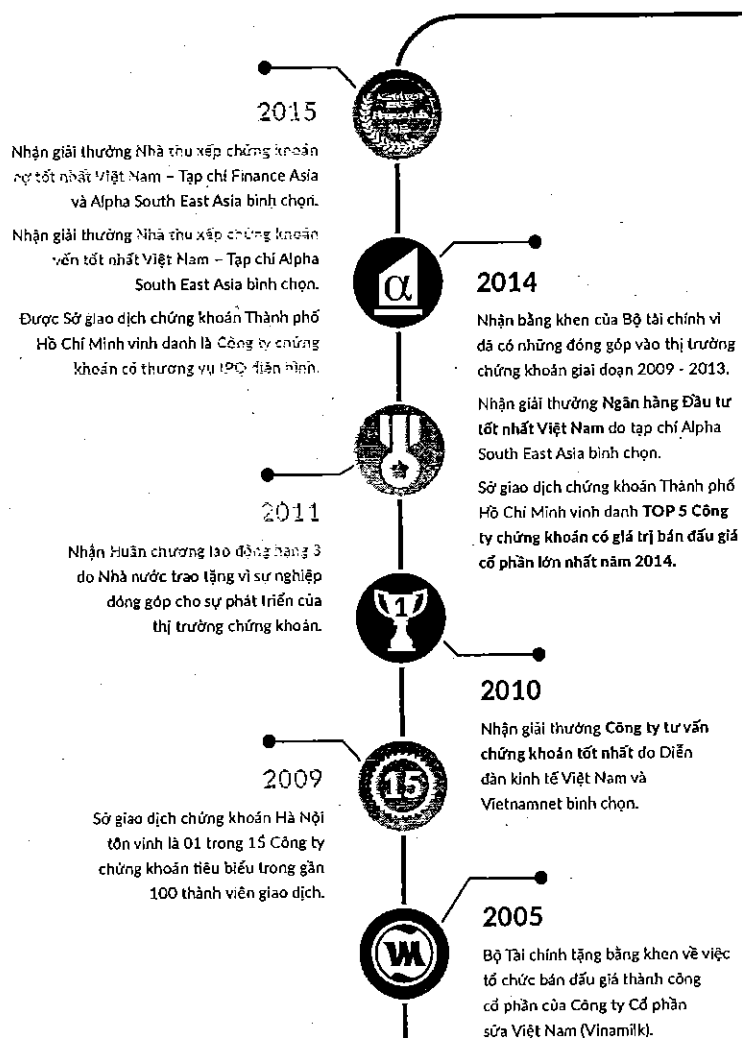 2015
Nhận giải thưởng Nhà thu xếp chứng khoán
nợ tốt nhất Việt Nam – Tạp chí Finance Asia
và Alpha South East Asia bình chọn.
Nhận giải thưởng Nhà thu xếp chứng khoán
vốn tốt nhất Việt Nam – Tạp chí Alpha
South East Asia bình chọn.
Được Sở giao dịch chứng khoán Thành phố
Hồ Chí Minh vinh danh là Công ty chứng
khoán có thương vụ IPO điển hình.
α
2014
Nhận bằng khen của Bộ tài chính vì
đã có những đóng góp vào thị trường
chứng khoán giai đoạn 2009 - 2013.
Nhận giải thưởng Ngân hàng Đầu tư
tốt nhất Việt Nam do tạp chí Alpha
South East Asia bình chọn.
Sở giao dịch chứng khoán Thành phố
Hồ Chí Minh vinh danh TOP 5 Công
ty chứng khoán có giá trị bán đấu giá
cổ phần lớn nhất năm 2014.
2011
Nhận Huân chương lao động hạng 3
do Nhà nước trao tặng vì sự nghiệp
đóng góp cho sự phát triển của
thị trường chứng khoán.
1
2010
Nhận giải thưởng Công ty tư vấn
chứng khoán tốt nhất do Diễn
đàn kinh tế Việt Nam và
Vietnamnet bình chọn.
2009
Sở giao dịch chứng khoán Hà Nội
tôn vinh là 01 trong 15 Công ty
chứng khoán tiêu biểu trong gần
100 thành viên giao dịch.
15
2005
Bộ Tài chính tặng bằng khen về việc
tổ chức bán đấu giá thành công
cổ phần của Công ty Cổ phần
sữa Việt Nam (Vinamilk).
VM